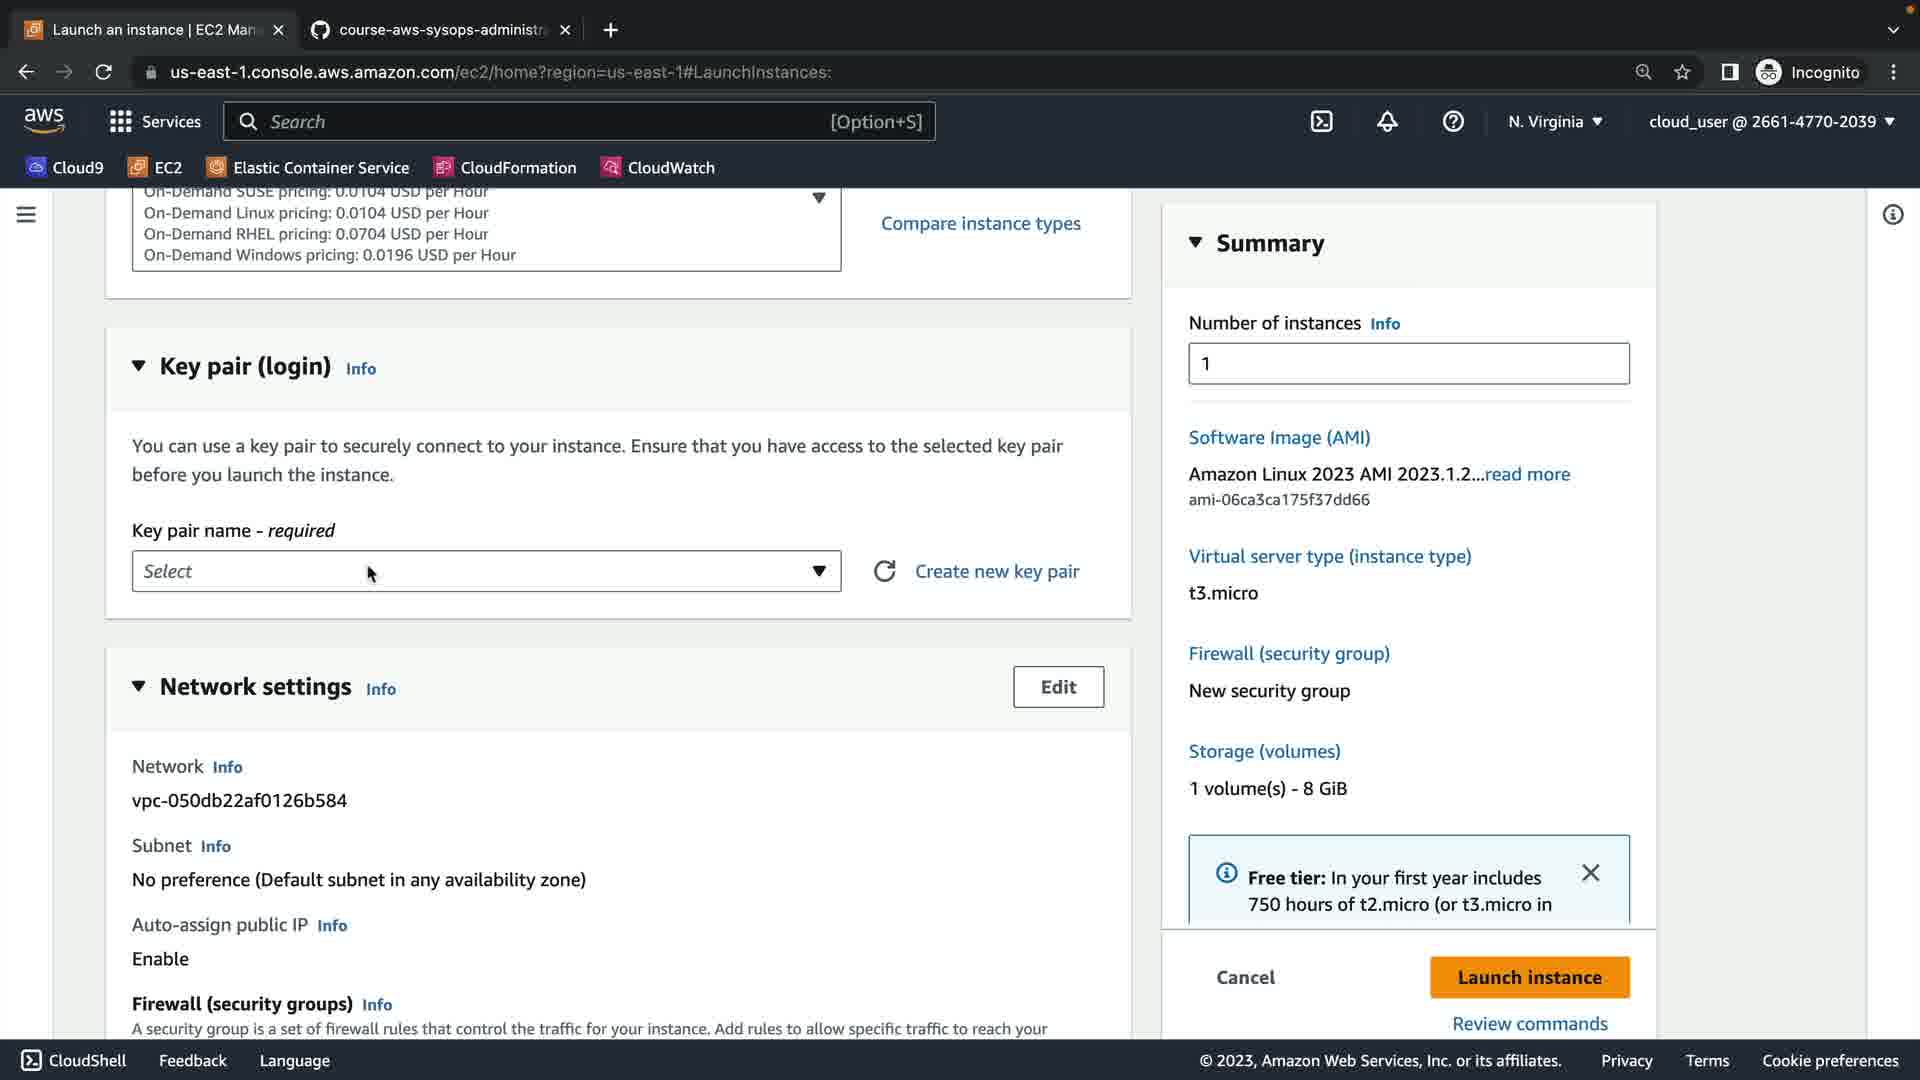 Launch an instance | EC2 Man
course-aws-sysops-administr
us-east-1.console.aws.amazon.com/ec2/home?region=us-east-1#LaunchInstances:
Incognito
aws
Services
Search
[Option+S]
N. Virginia
cloud_user @ 2661-4770-2039
Cloud9
EC2
Elastic Container Service
CloudFormation
CloudWatch
On-Demand SUSE pricing: 0.0104 USD per Hour
On-Demand Linux pricing: 0.0104 USD per Hour
On-Demand RHEL pricing: 0.0704 USD per Hour
On-Demand Windows pricing: 0.0196 USD per Hour
Compare instance types
Key pair (login) Info
You can use a key pair to securely connect to your instance. Ensure that you have access to the selected key pair
before you launch the instance.
Key pair name - required
Select
Create new key pair
Network settings Info
Edit
Network Info
vpc-050db22af0126b584
Subnet Info
No preference (Default subnet in any availability zone)
Auto-assign public IP Info
Enable
Firewall (security groups) Info
A security group is a set of firewall rules that control the traffic for your instance. Add rules to allow specific traffic to reach your
Summary
Number of instances Info
1
Software Image (AMI)
Amazon Linux 2023 AMI 2023.1.2...read more
ami-06ca3ca175f37dd66
Virtual server type (instance type)
t3.micro
Firewall (security group)
New security group
Storage (volumes)
1 volume(s) - 8 GiB
Free tier: In your first year includes
750 hours of t2.micro (or t3.micro in
Cancel
Launch instance
Review commands
CloudShell
Feedback
Language
© 2023, Amazon Web Services, Inc. or its affiliates.
Privacy
Terms
Cookie preferences